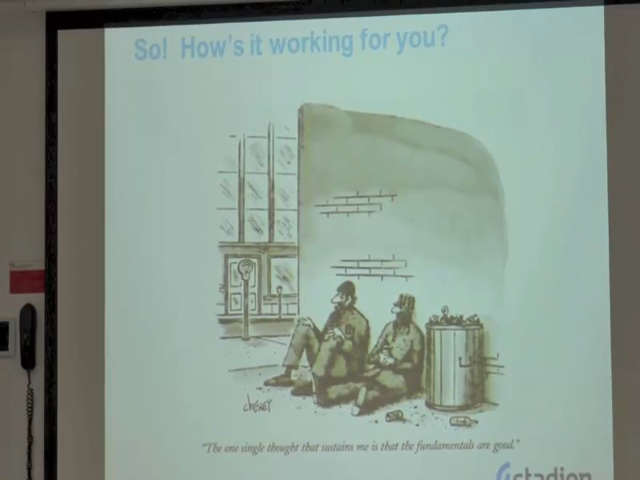 So! How's it working for you?
cheney
"The one single thought that sustains me is that the fundamentals are good."
stadion